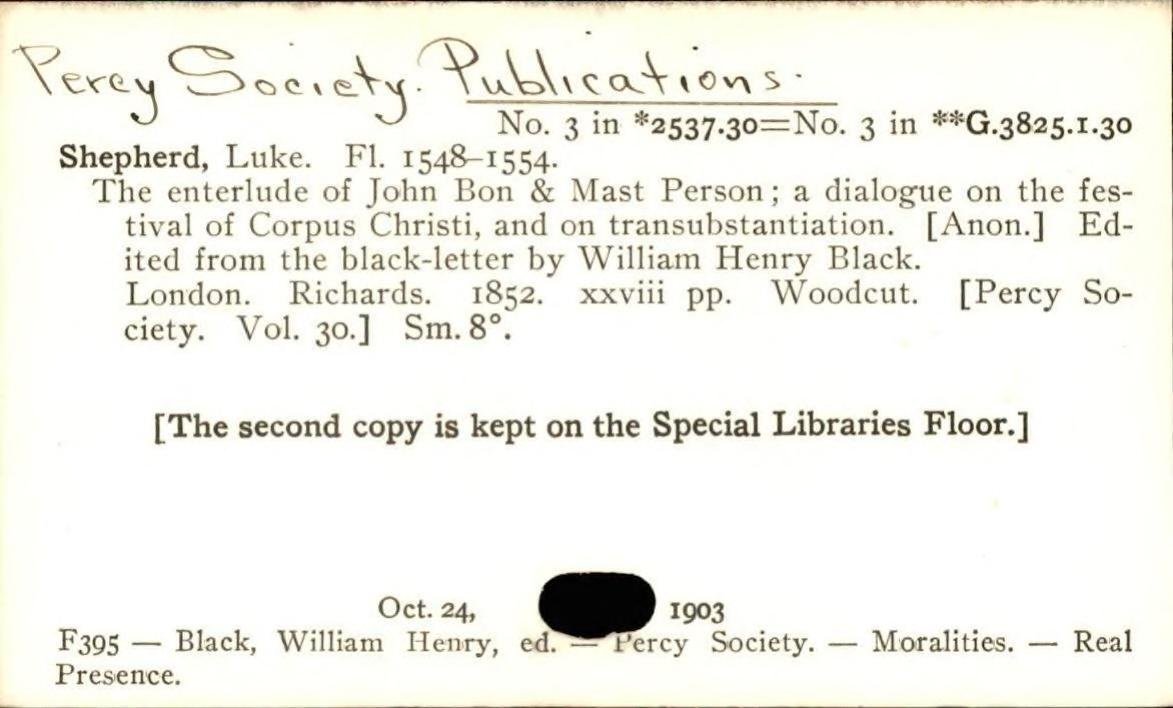 Percy Society. Publications.
No. 3 in *2537.30=No. 3 in **G.3825.1.30
Shepherd, Luke. Fl. 1548–1554.
The enterlude of John Bon & Mast Person; a dialogue on the fes-
tival of Corpus Christi, and on transubstantiation. [Anon.] Ed-
ited from the black-letter by William Henry Black.
London. Richards. 1852. xxviii pp. Woodcut. [Percy So-
ciety. Vol. 30.] Sm. 8°.
[The second copy is kept on the Special Libraries Floor.]
Oct. 24, 1903
F395 — Black, William Henry, ed. — Percy Society. — Moralities. — Real
Presence.